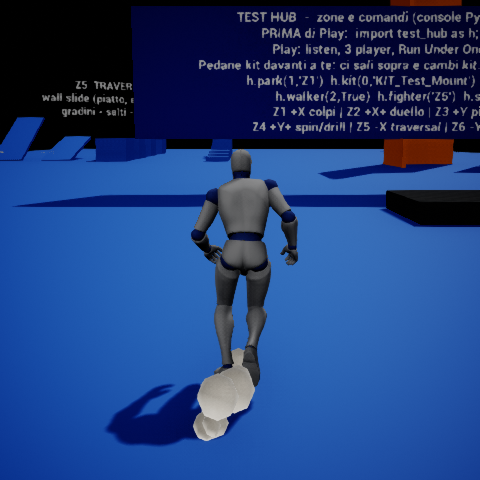 TEST HUB - zone e comandi (console Py
PRIMA di Play: import test_hub as h;
Play: listen, 3 player, Run Under On
Pedane kit davanti a te: ci sali sopra e cambi kit.
h.park(1,'Z1') h.kit(0,'KIT_Test_Mount')
h.walker(2,True) h.fighter('Z5') h.s
Z1 +X colpi | Z2 +X+ duello | Z3 +Y pi
Z4 +Y+ spin/drill | Z5 -X traversal | Z6 -Y
Z5 TRAVER
wall slide (piatto,
gradini - salti -